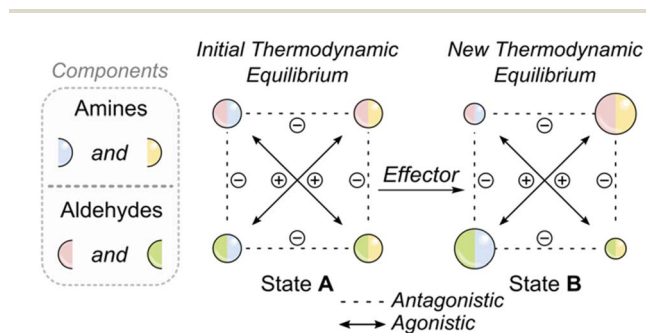 Components
Amines
and
Aldehydes
and
Initial Thermodynamic
Equilibrium
New Thermodynamic
Equilibrium
Effector
State A
State B
Antagonistic
Agonistic